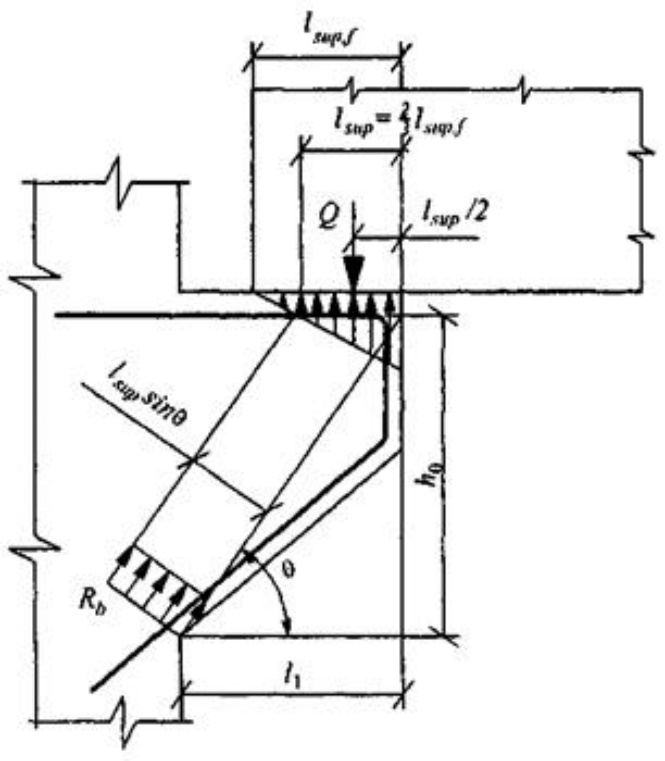 l_sup,f
l_sup = 2/3 l_sup,f
Q
l_sup /2
l_sup sinθ
h_0
θ
R_b
l_1